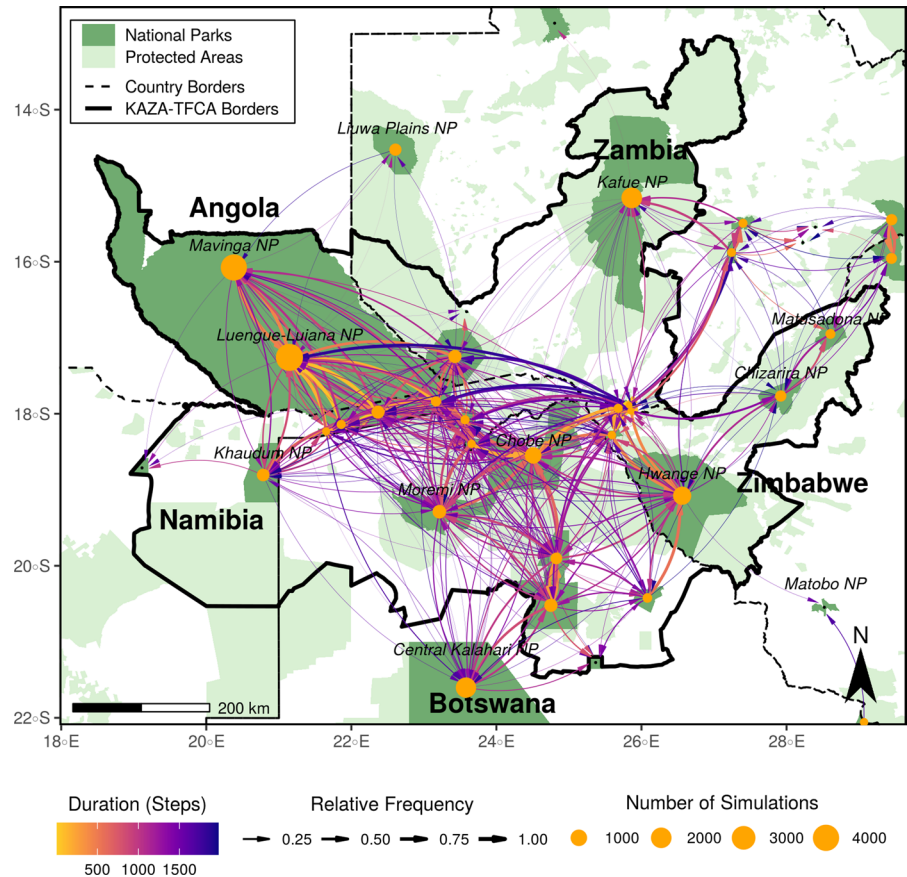 National Parks
Protected Areas
Country Borders
KAZA-TFCA Borders
14°S
16°S
18°S
20°S
22°S
Liuwa Plains NP
Zambia
Kafue NP
Angola
Mavinga NP
Luengue-Luiana NP
Matusadona NP
Chizarira NP
Khaudum NP
Chobe NP
Hwange NP
Zimbabwe
Moremi NP
Namibia
Matobo NP
Central Kalahari NP
Botswana
N
200 km
18°E 20°E 22°E 24°E 26°E 28°E
Duration (Steps)
500 1000 1500
Relative Frequency
0.25 0.50 0.75 1.00
Number of Simulations
1000 2000 3000 4000